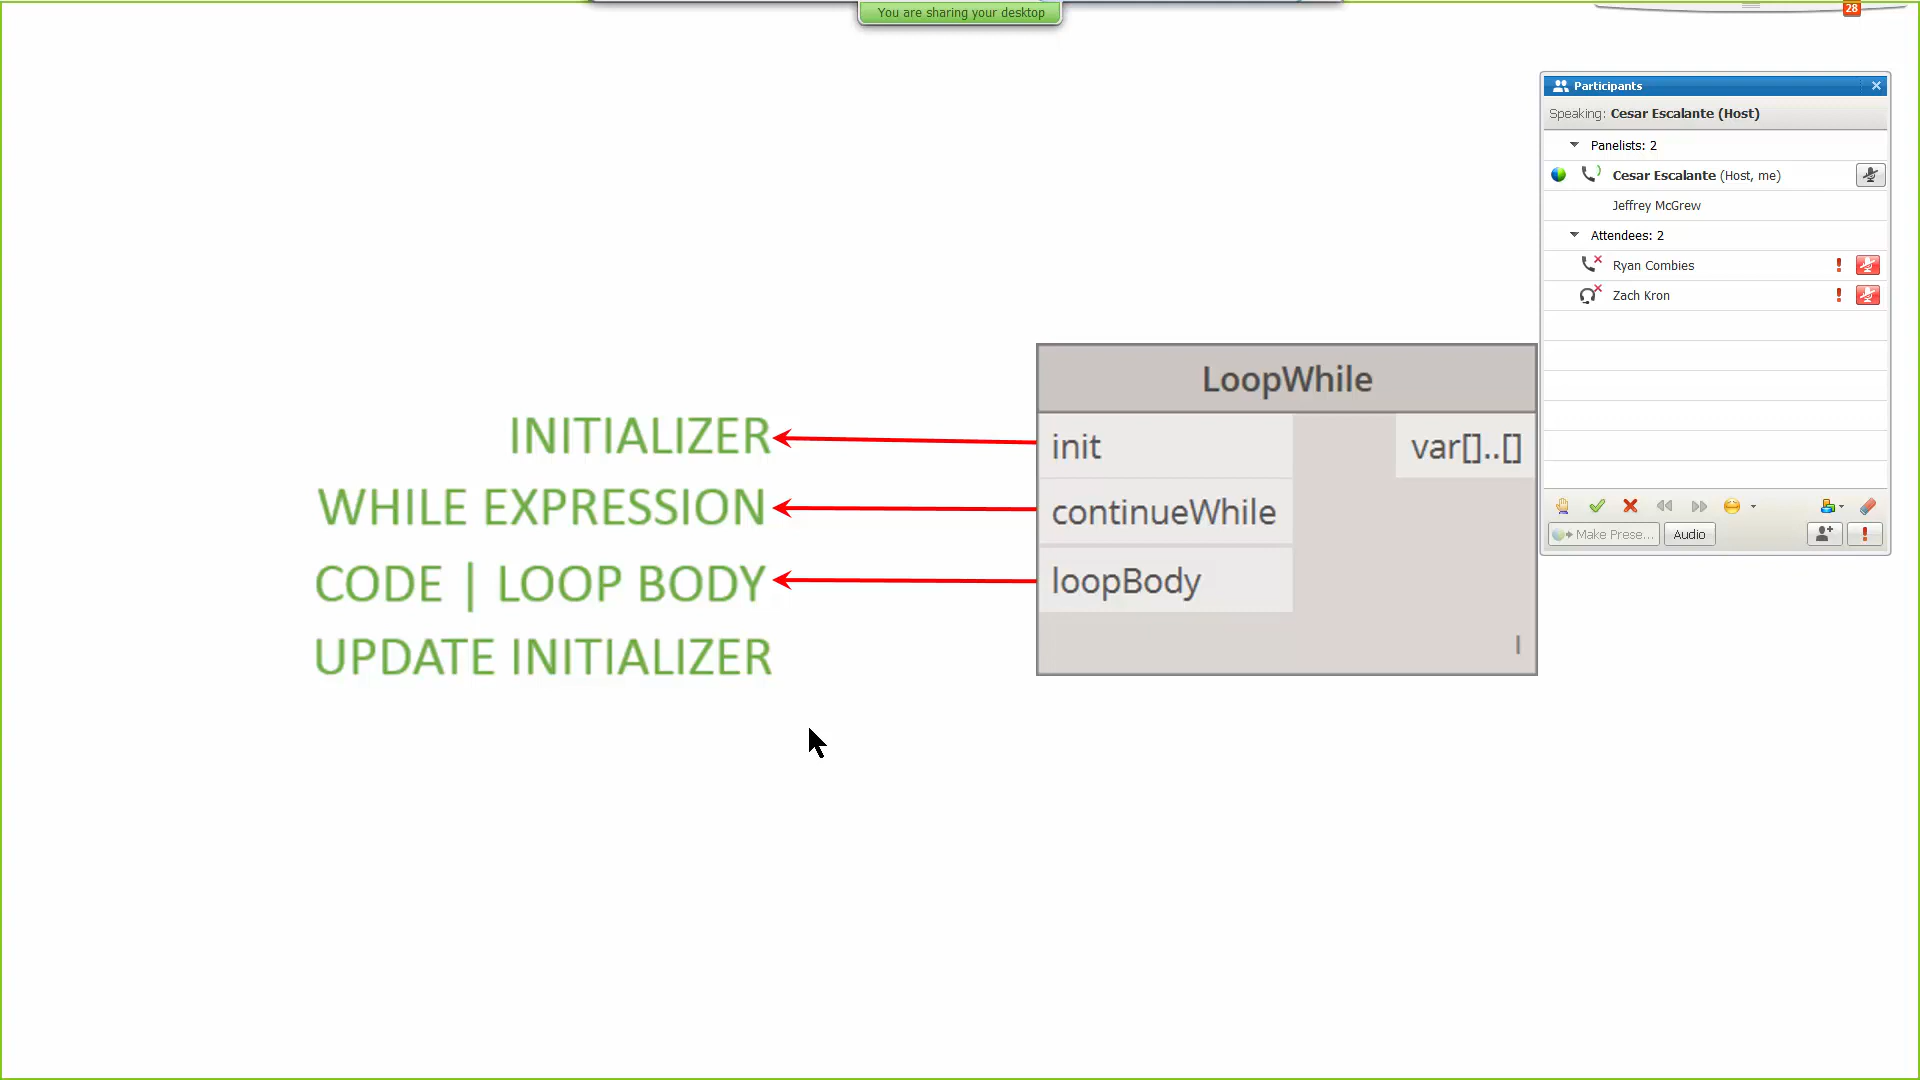 You are sharing your desktop
28
Participants
Speaking: Cesar Escalante (Host)
Panelists: 2
Cesar Escalante (Host, me)
Jeffrey McGrew
Attendees: 2
Ryan Combies
Zach Kron
Make Prese...
Audio
LoopWhile
INITIALIZER
init
var[]..[]
WHILE EXPRESSION
continueWhile
CODE | LOOP BODY
loopBody
UPDATE INITIALIZER
l